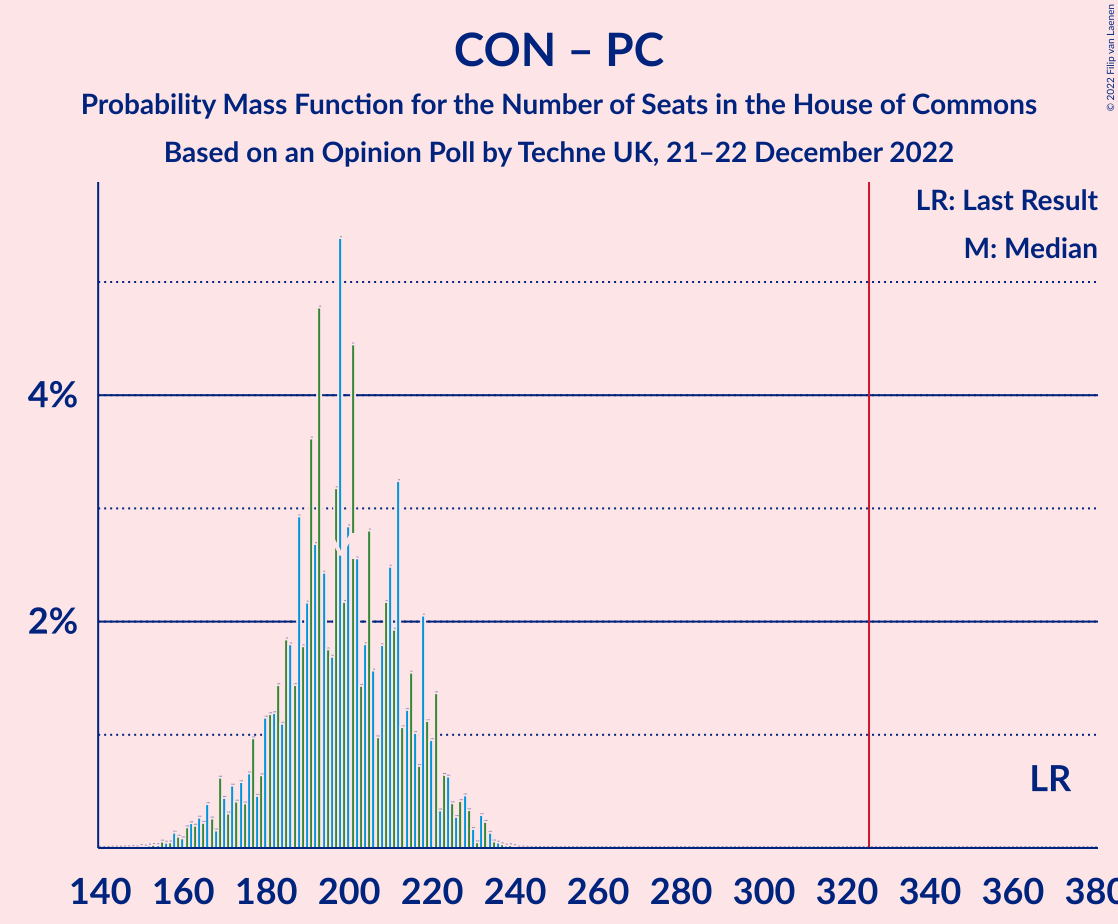 CON – PC
Probability Mass Function for the Number of Seats in the House of Commons
Based on an Opinion Poll by Techne UK, 21–22 December 2022
© 2022 Filip van Laenen
LR: Last Result
M: Median
4%
2%
LR
140 160 180 200 220 240 260 280 300 320 340 360 380